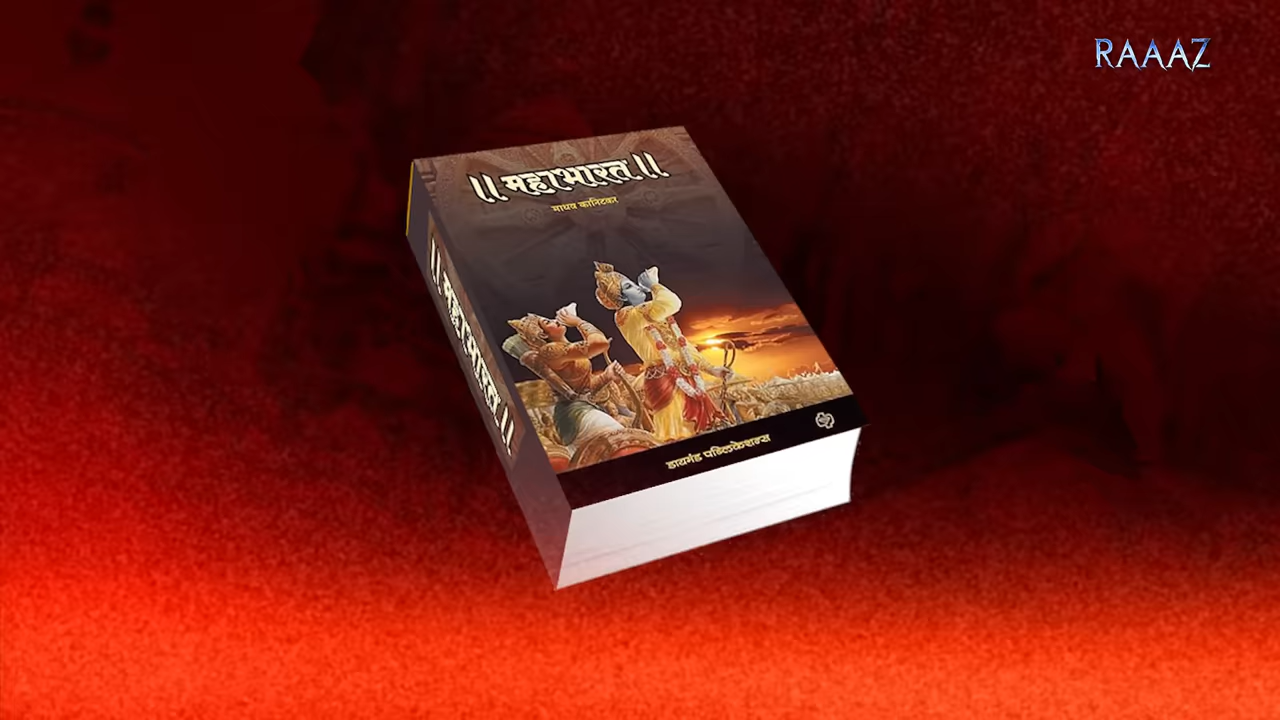 RAAAZ
॥ महाभारत ॥
माधव कानिटकर
॥ महाभारत ॥
डायमंड पब्लिकेशन्स